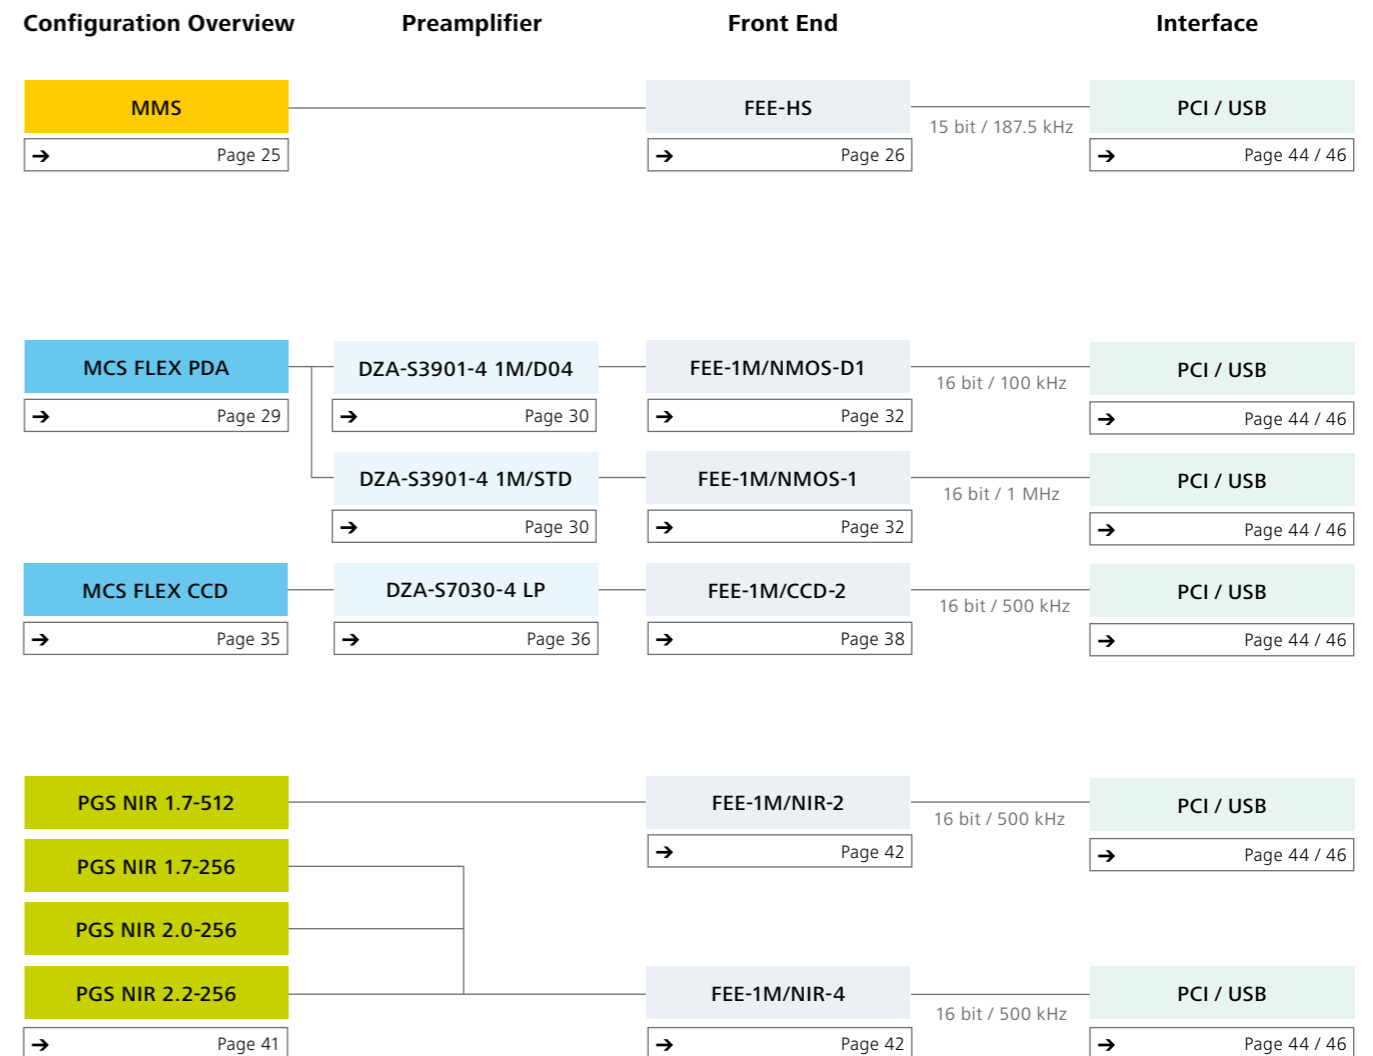 Configuration Overview Preamplifier Front End Interface
MMS FEE-HS PCI / USB
15 bit / 187.5 kHz
➔ Page 25 ➔ Page 26 ➔ Page 44 / 46
MCS FLEX PDA DZA-S3901-4 1M/D04 FEE-1M/NMOS-D1 PCI / USB
16 bit / 100 kHz
➔ Page 29 ➔ Page 30 ➔ Page 32 ➔ Page 44 / 46
DZA-S3901-4 1M/STD FEE-1M/NMOS-1 PCI / USB
16 bit / 1 MHz
➔ Page 30 ➔ Page 32 ➔ Page 44 / 46
MCS FLEX CCD DZA-S7030-4 LP FEE-1M/CCD-2 PCI / USB
16 bit / 500 kHz
➔ Page 35 ➔ Page 36 ➔ Page 38 ➔ Page 44 / 46
PGS NIR 1.7-512 FEE-1M/NIR-2 PCI / USB
16 bit / 500 kHz
➔ Page 42 ➔ Page 44 / 46
PGS NIR 1.7-256
PGS NIR 2.0-256
PGS NIR 2.2-256 FEE-1M/NIR-4 PCI / USB
16 bit / 500 kHz
➔ Page 41 ➔ Page 42 ➔ Page 44 / 46